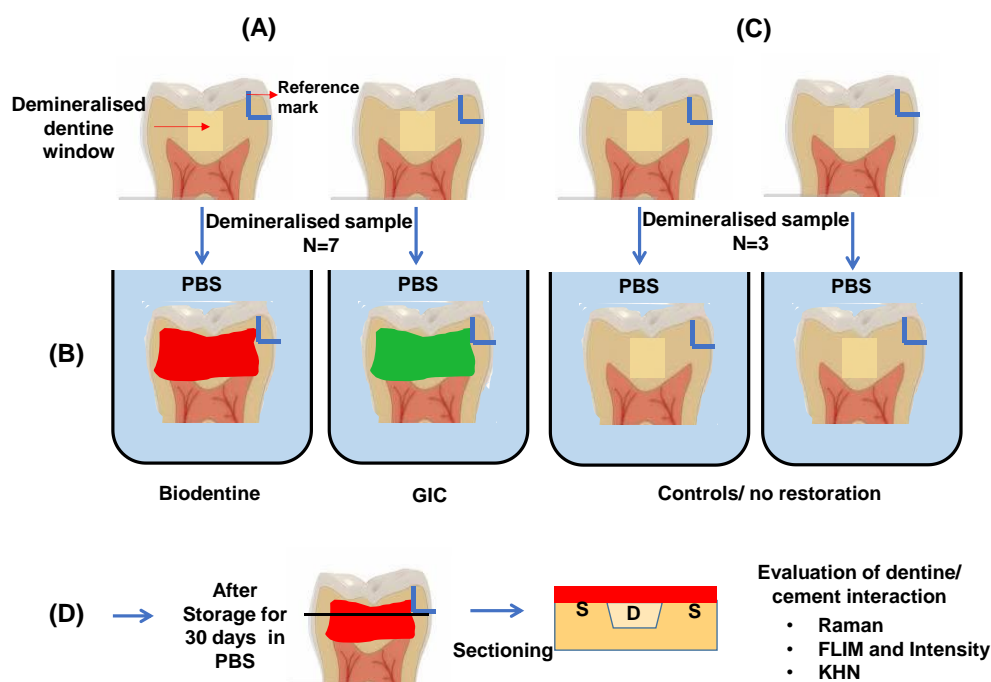 (A)
(C)
Demineralised
dentine
window
Reference
mark
Demineralised sample
N=7
Demineralised sample
N=3
(B)
PBS
PBS
PBS
PBS
Biodentine
GIC
Controls/ no restoration
(D)
After
Storage for
30 days in
PBS
Sectioning
S
D
S
Evaluation of dentine/
cement interaction
• Raman
• FLIM and Intensity
• KHN